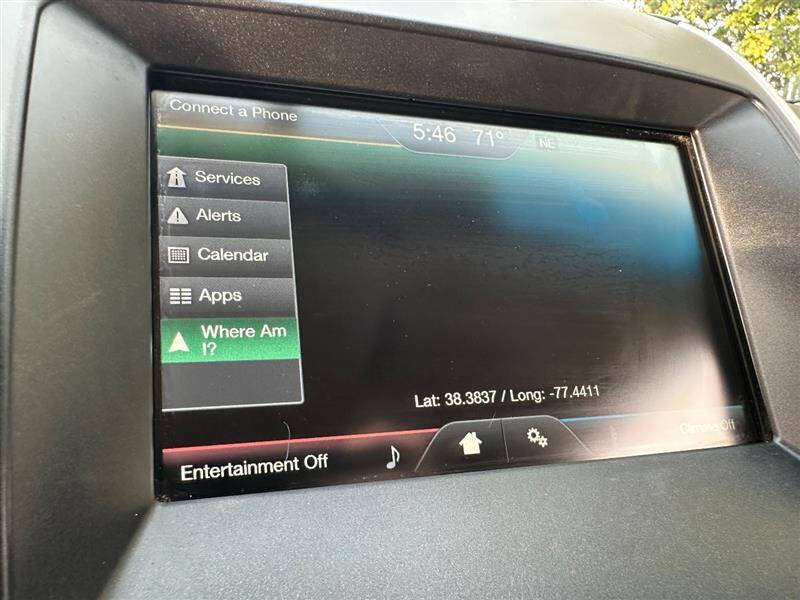 Connect a Phone
5:46 71° NE
Services
Alerts
Calendar
Apps
Where Am
I?
Lat: 38.3837 / Long: -77.4411
Entertainment Off
Climate Off